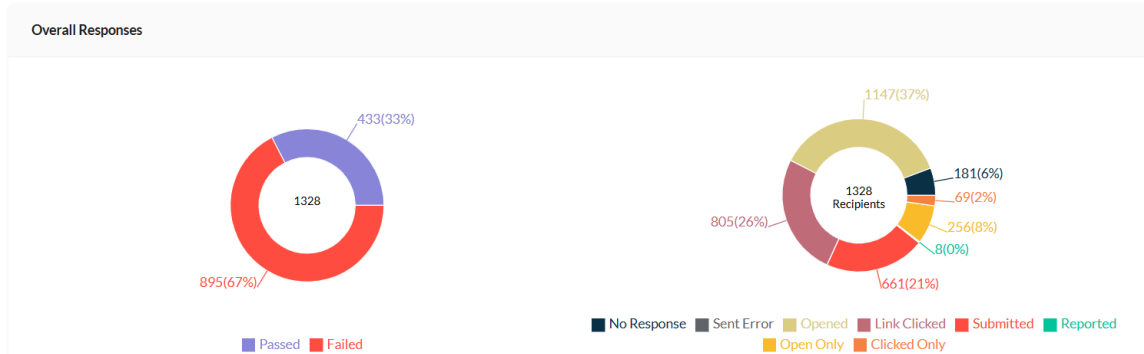 Overall Responses
433(33%)
1328
895(67%)
Passed Failed
1147(37%)
181(6%)
1328
Recipients
69(2%)
805(26%)
256(8%)
8(0%)
661(21%)
No Response Sent Error Opened Link Clicked Submitted Reported
Open Only Clicked Only